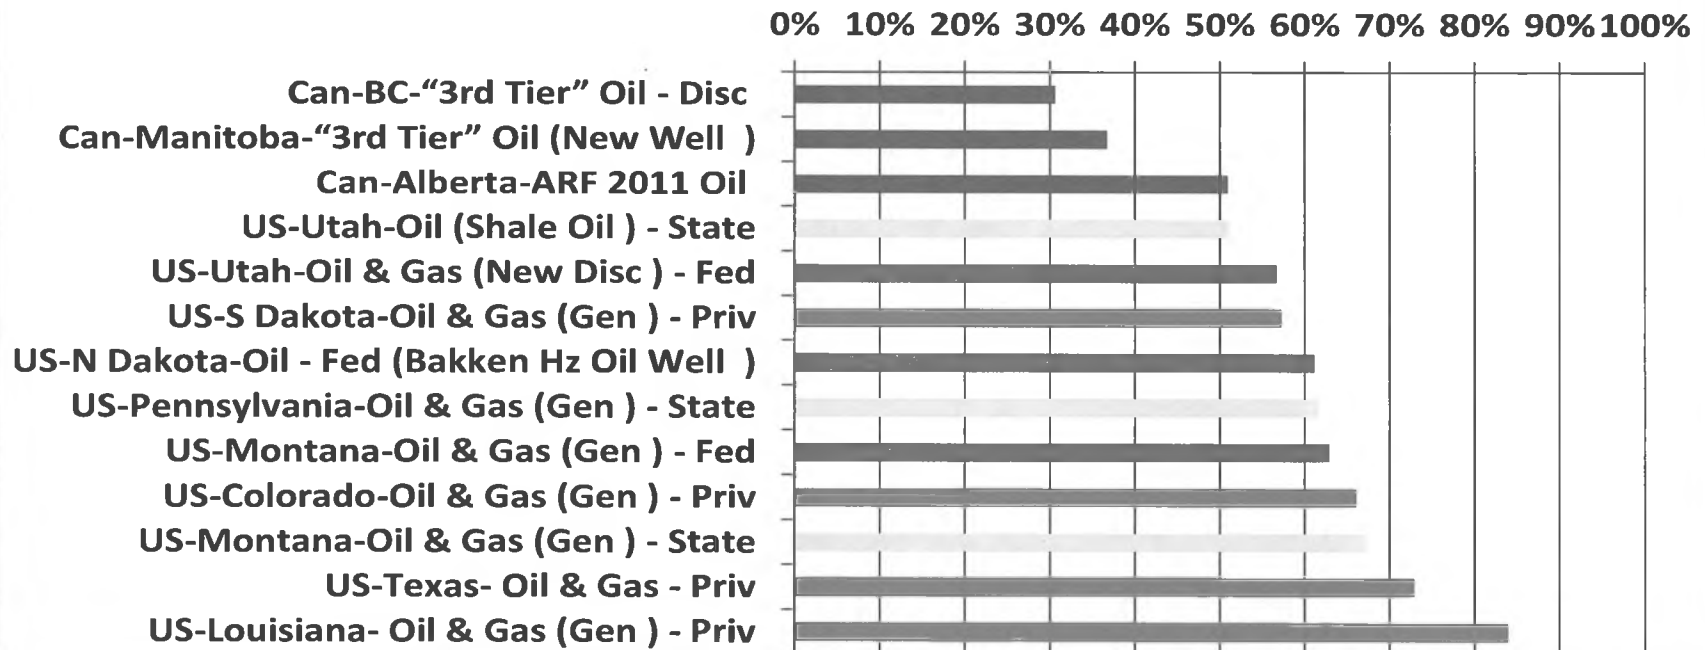 0% 10% 20% 30% 40% 50% 60% 70% 80% 90% 100%
Can-BC-“3rd Tier” Oil - Disc
Can-Manitoba-“3rd Tier” Oil (New Well )
Can-Alberta-ARF 2011 Oil
US-Utah-Oil (Shale Oil ) - State
US-Utah-Oil & Gas (New Disc ) - Fed
US-S Dakota-Oil & Gas (Gen ) - Priv
US-N Dakota-Oil - Fed (Bakken Hz Oil Well )
US-Pennsylvania-Oil & Gas (Gen ) - State
US-Montana-Oil & Gas (Gen ) - Fed
US-Colorado-Oil & Gas (Gen ) - Priv
US-Montana-Oil & Gas (Gen ) - State
US-Texas- Oil & Gas - Priv
US-Louisiana- Oil & Gas (Gen ) - Priv